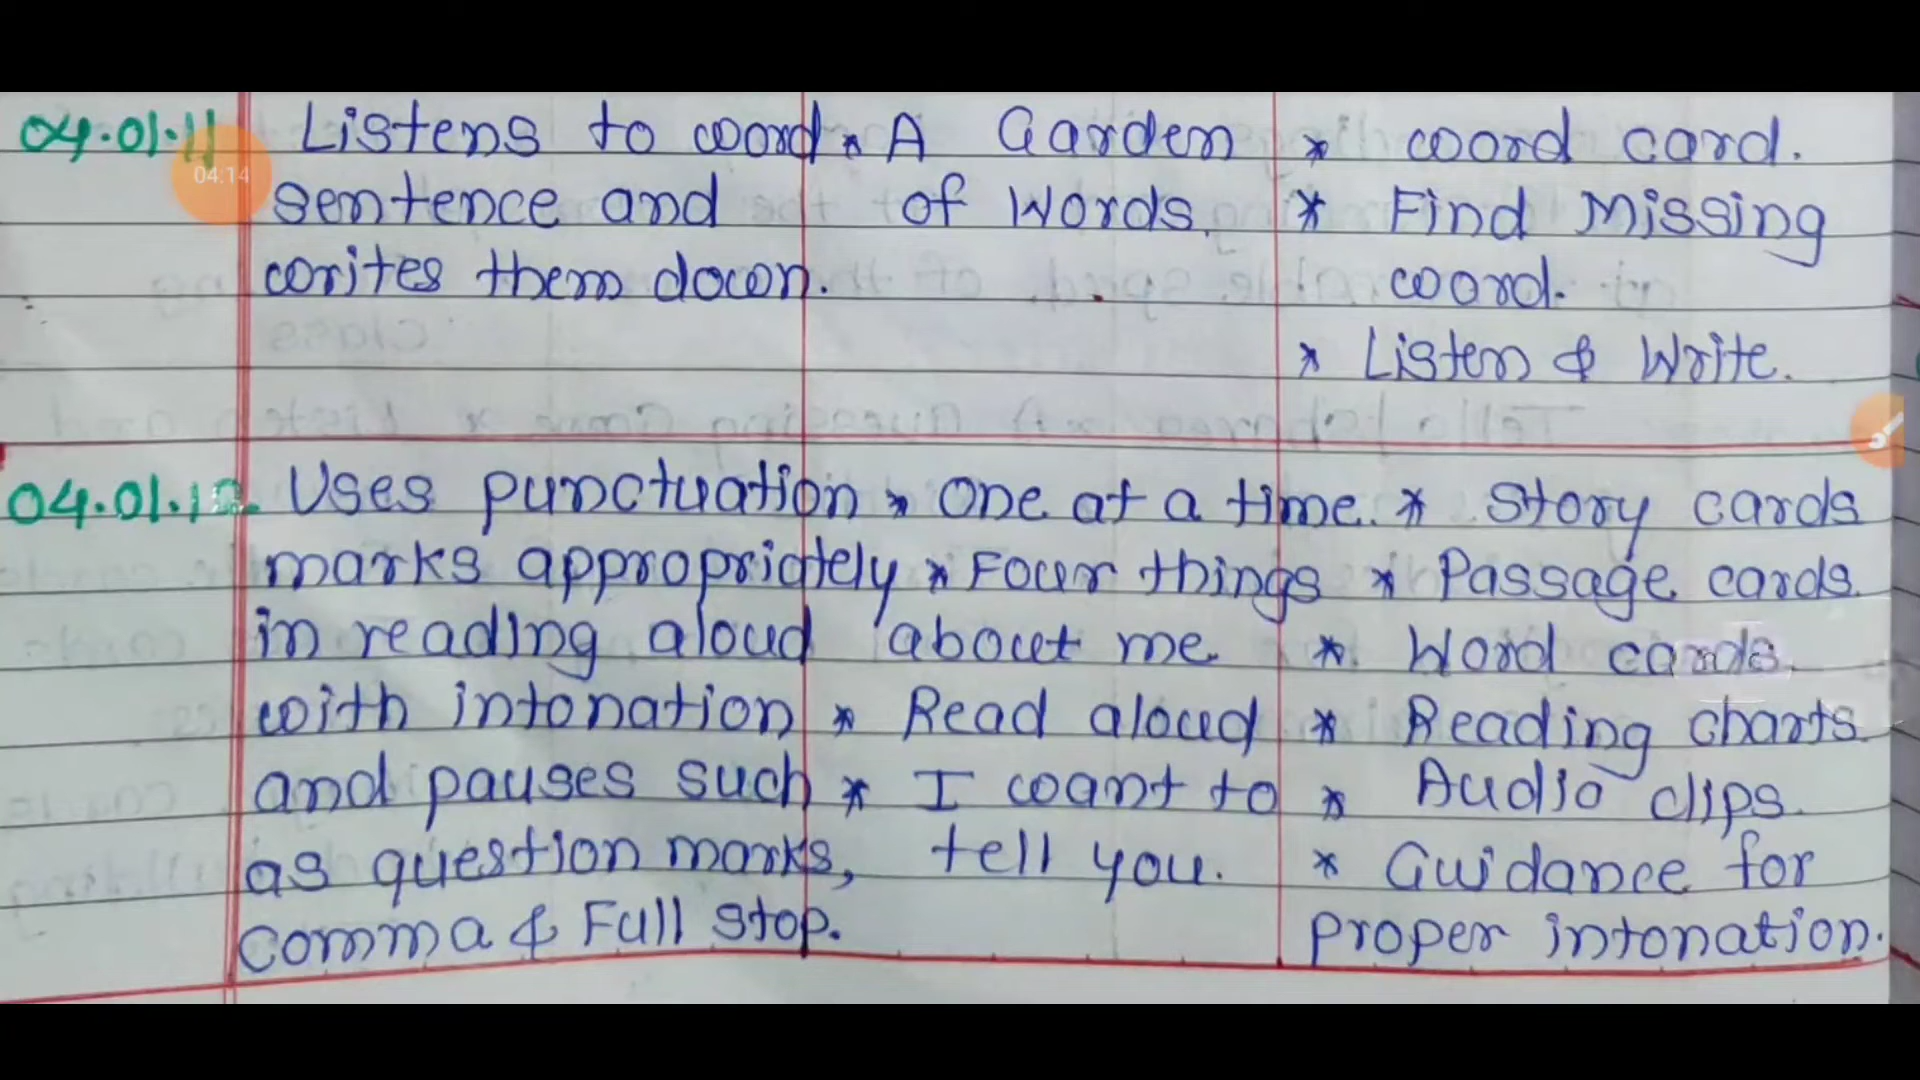 04.01.11 Listens to word * A Garden * word card.
04:14
sentence and of Words. * Find Missing
writes them down. word.
* Listen & Write.
04.01.12. Uses punctuation * One at a time. * Story cards
marks appropriately * Four things * Passage cards.
in reading aloud about me * Word cards.
with intonation * Read aloud * Reading charts
and pauses such * I want to * Audio clips.
as question marks, tell you. * Guidance for
comma & Full stop. proper intonation.